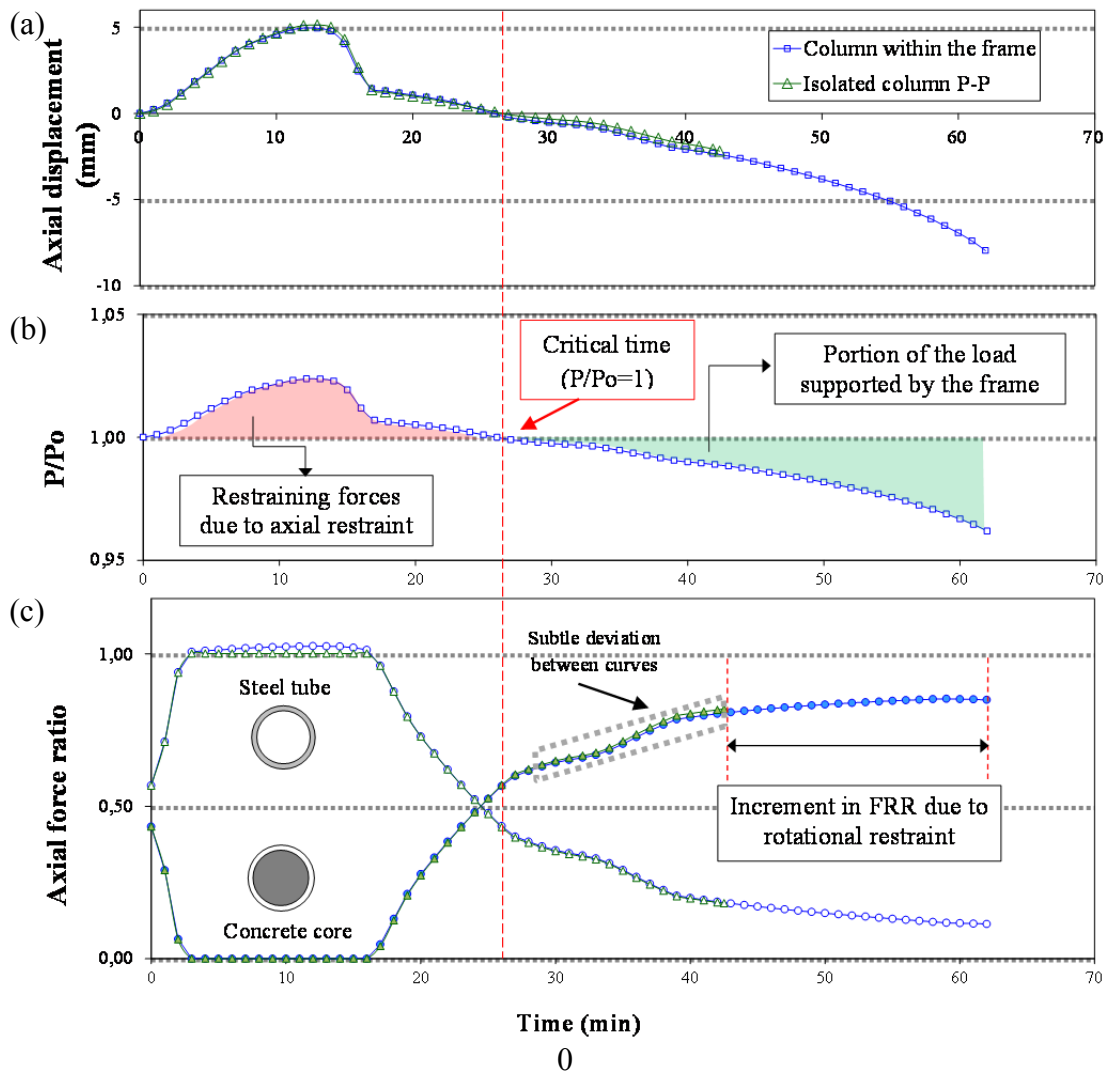 (a)
Axial displacement
(mm)
5
0
-5
-10
0
10
20
30
40
50
60
70
Column within the frame
Isolated column P-P
(b)
P/Po
1,05
1,00
0,95
0
10
20
30
40
50
60
70
Critical time
(P/Po=1)
Portion of the load
supported by the frame
Restraining forces
due to axial restraint
(c)
Axial force ratio
1,00
0,50
0,00
0
10
20
30
40
50
60
70
Steel tube
Concrete core
Subtle deviation
between curves
Increment in FRR due to
rotational restraint
Time (min)
0